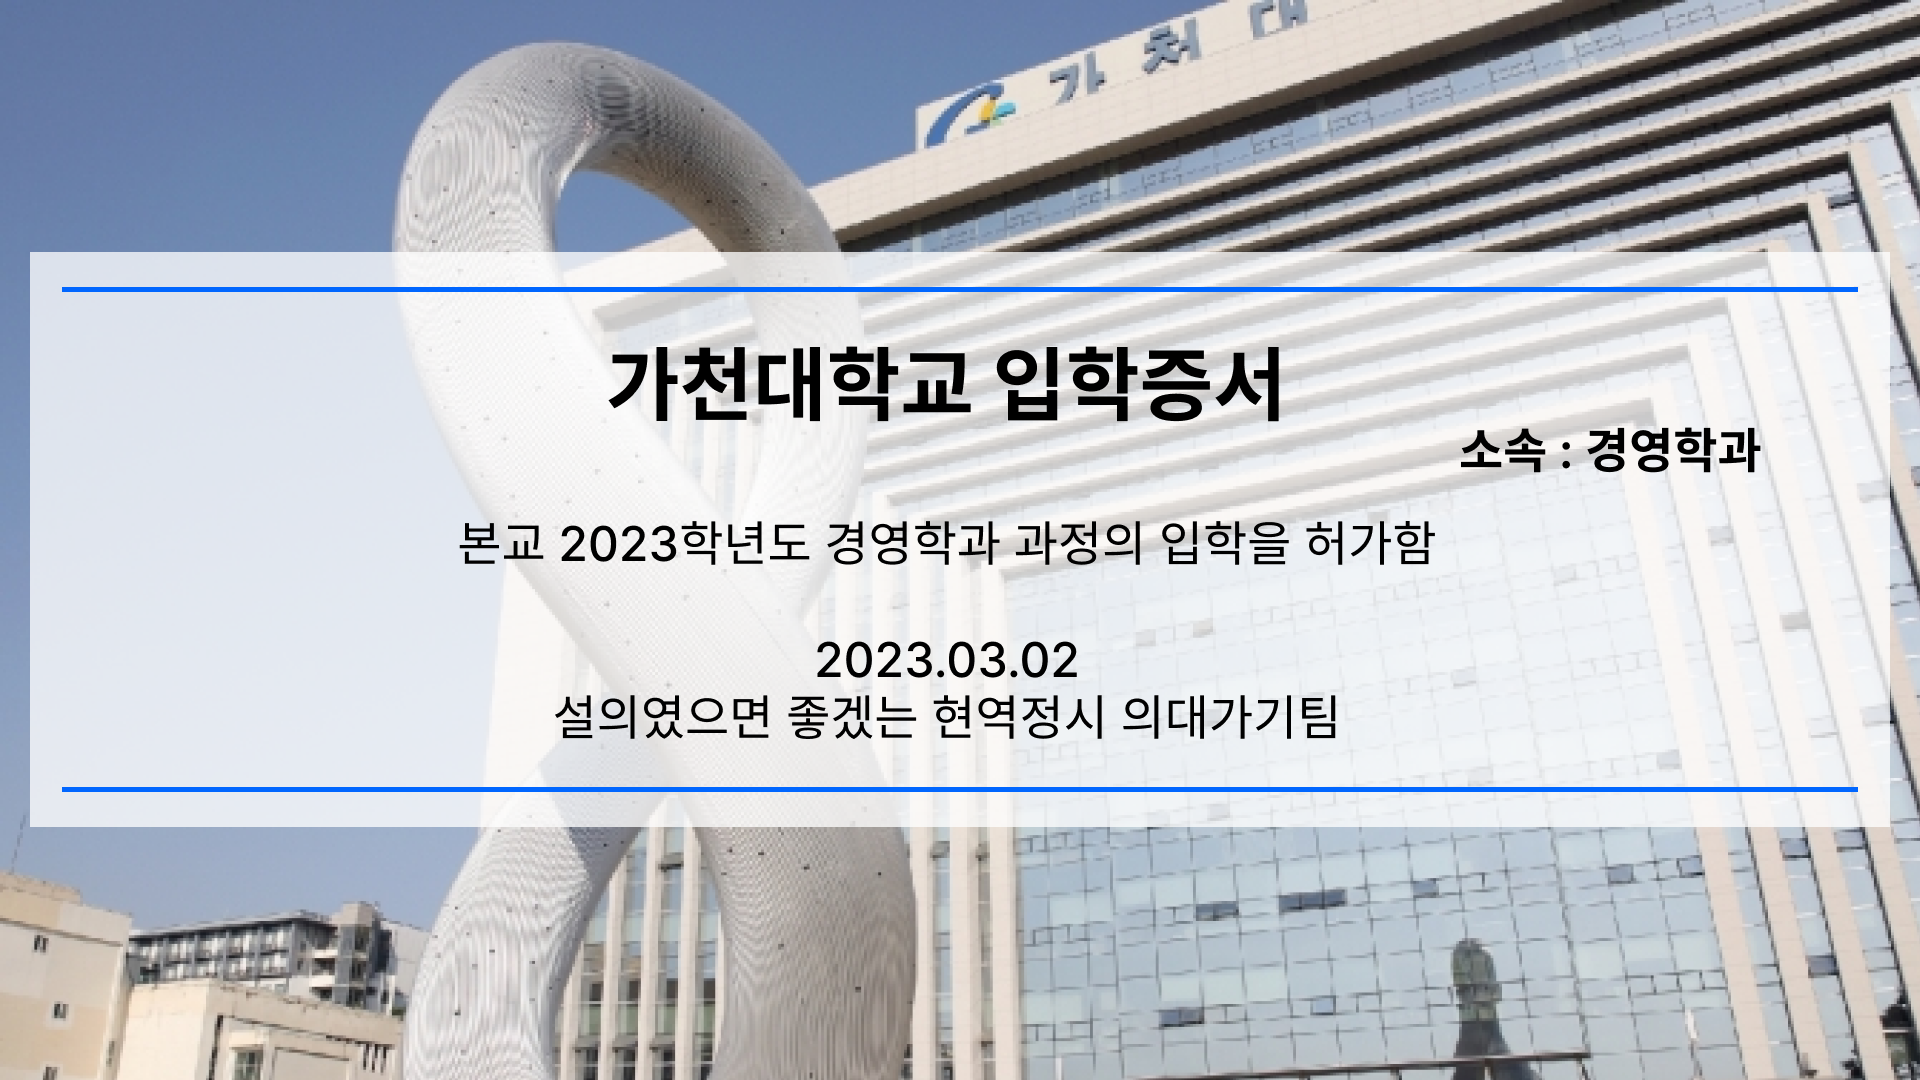 가천대
가천대학교 입학증서
소속 : 경영학과
본교 2023학년도 경영학과 과정의 입학을 허가함
2023.03.02
설의였으면 좋겠는 현역정시 의대가기팀